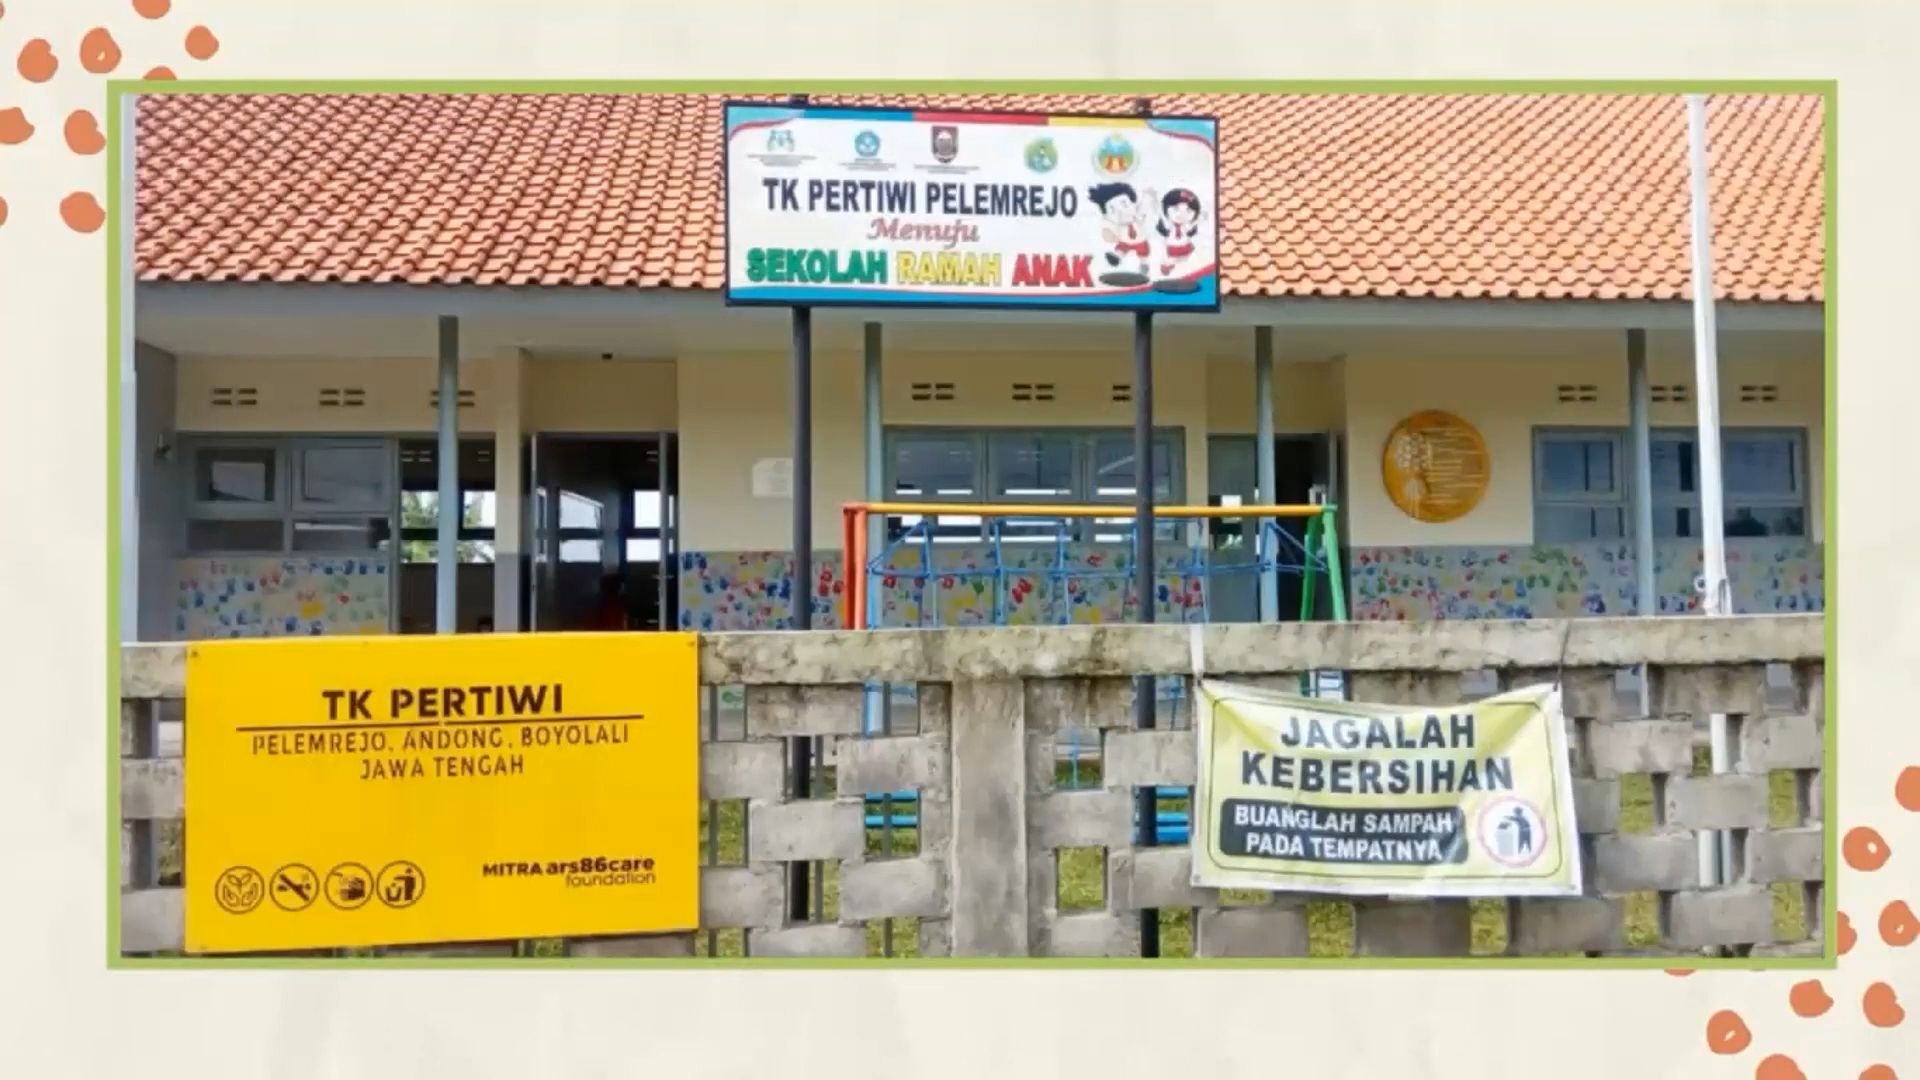 TK PERTIWI PELEMREJO
Menuju
SEKOLAH RAMAH ANAK
TK PERTIWI
PELEMREJO, ANDONG, BOYOLALI
JAWA TENGAH
MITRA ars86care
foundation
JAGALAH
KEBERSIHAN
BUANGLAH SAMPAH
PADA TEMPATNYA